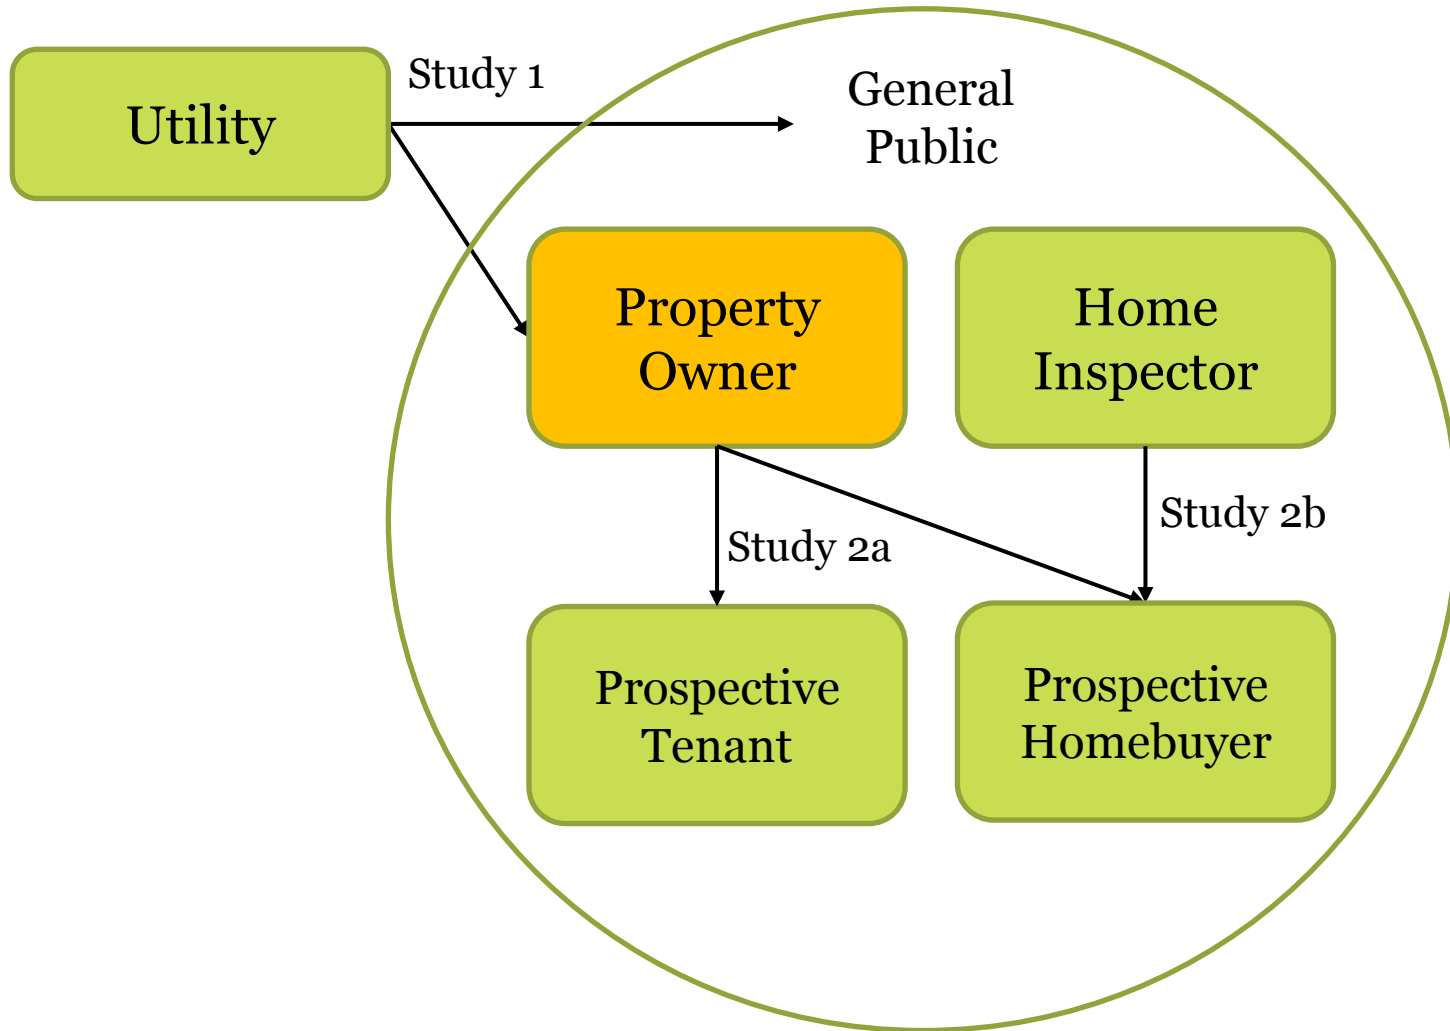 Study 1
General
Public
Utility
Property
Owner
Home
Inspector
Study 2a
Study 2b
Prospective
Tenant
Prospective
Homebuyer